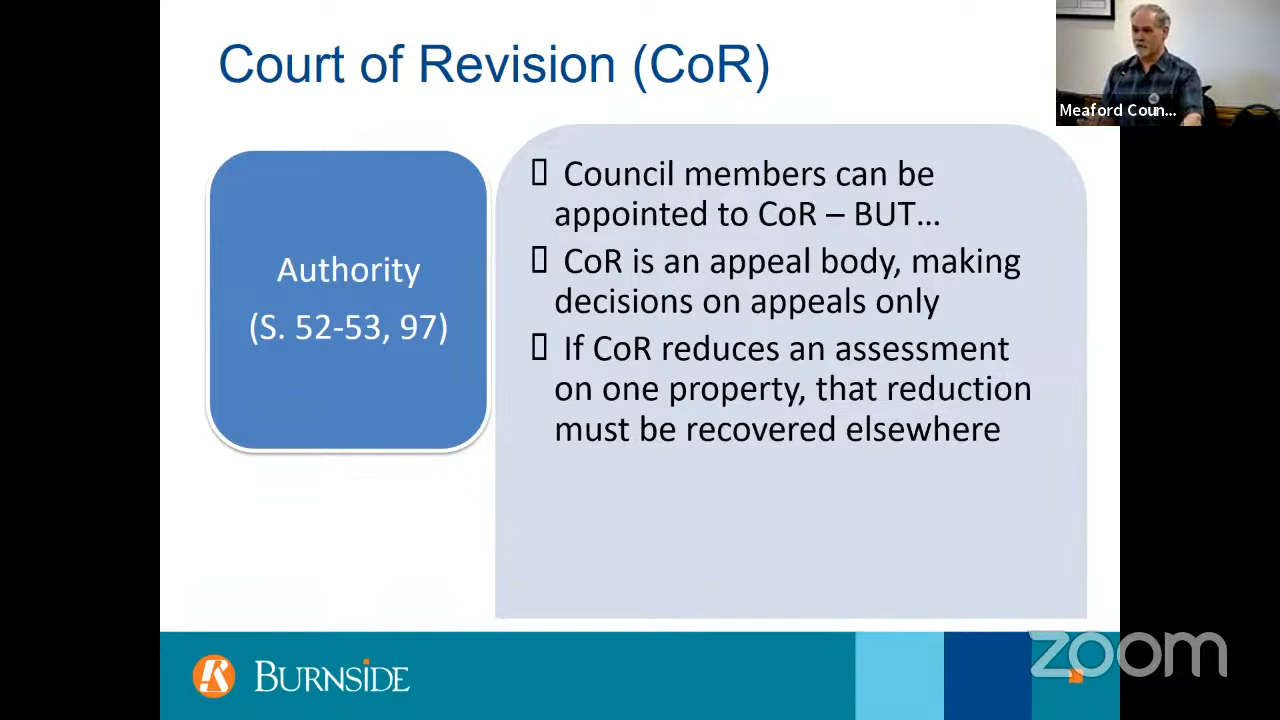 Court of Revision (CoR)
Meaford Coun...
Authority
(S. 52-53, 97)
Council members can be
appointed to CoR – BUT…
CoR is an appeal body, making
decisions on appeals only
If CoR reduces an assessment
on one property, that reduction
must be recovered elsewhere
BURNSIDE
zoom